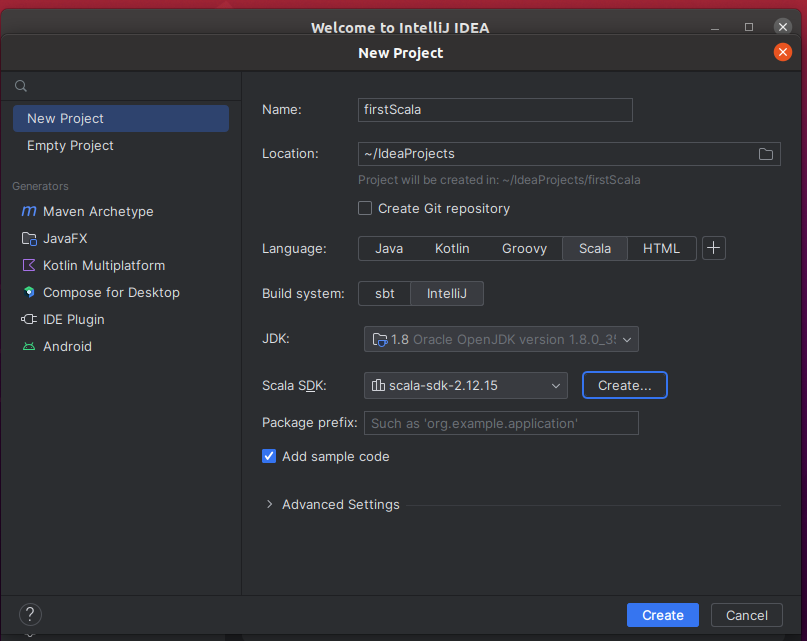 Welcome to IntelliJ IDEA
New Project
New Project
Empty Project
Generators
Maven Archetype
JavaFX
Kotlin Multiplatform
Compose for Desktop
IDE Plugin
Android
Name:
firstScala
Location:
~/IdeaProjects
Project will be created in: ~/IdeaProjects/firstScala
Create Git repository
Language:
Java Kotlin Groovy Scala HTML +
Build system:
sbt IntelliJ
JDK:
1.8 Oracle OpenJDK version 1.8.0_
Scala SDK:
scala-sdk-2.12.15
Create...
Package prefix:
Such as 'org.example.application'
Add sample code
Advanced Settings
?
Create Cancel